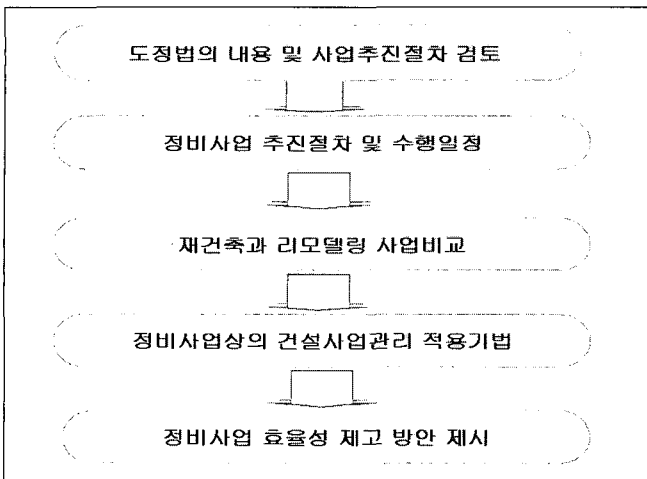 도정법의 내용 및 사업추진절차 검토
정비사업 추진절차 및 수행일정
재건축과 리모델링 사업비교
정비사업상의 건설사업관리 적용기법
정비사업 효율성 제고 방안 제시